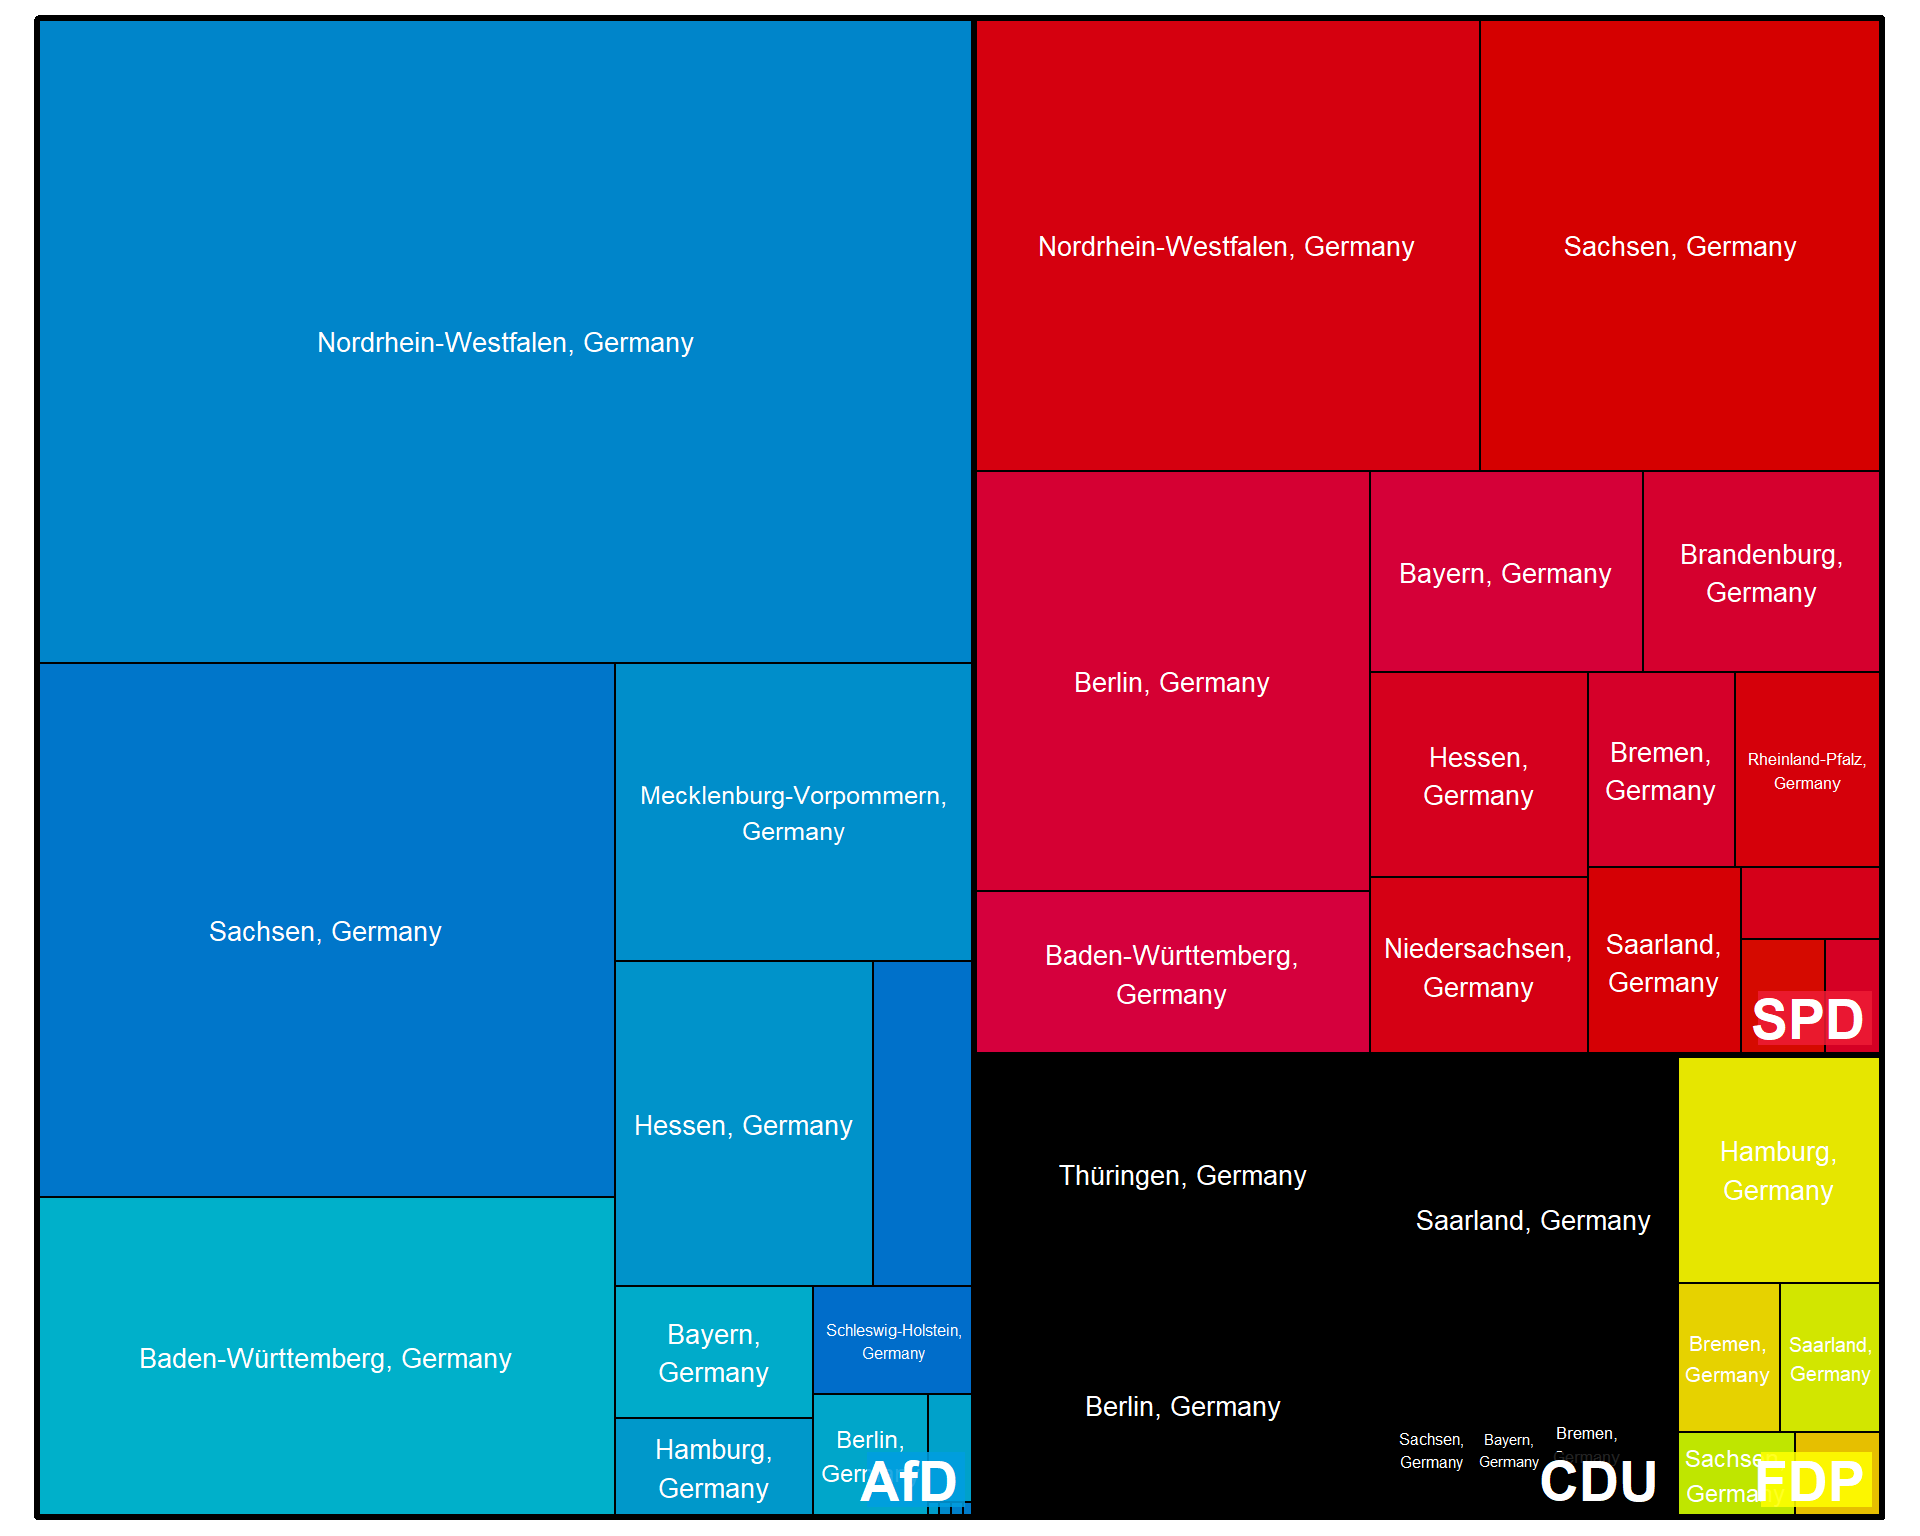 Nordrhein-Westfalen, Germany
Sachsen, Germany
Mecklenburg-Vorpommern,
Germany
Hessen, Germany
Baden-Württemberg, Germany
Bayern,
Germany
Schleswig-Holstein,
Germany
Hamburg,
Germany
Berlin,
AfD
Nordrhein-Westfalen, Germany
Sachsen, Germany
Berlin, Germany
Bayern, Germany
Brandenburg,
Germany
Hessen,
Germany
Bremen,
Germany
Rheinland-Pfalz,
Germany
Baden-Württemberg,
Germany
Niedersachsen,
Germany
Saarland,
Germany
SPD
Thüringen, Germany
Saarland, Germany
Berlin, Germany
Sachsen,
Germany
Bayern,
Germany
Bremen,
Germany
CDU
Hamburg,
Germany
Bremen,
Germany
Saarland,
Germany
Sachsen,
Germany
FDP